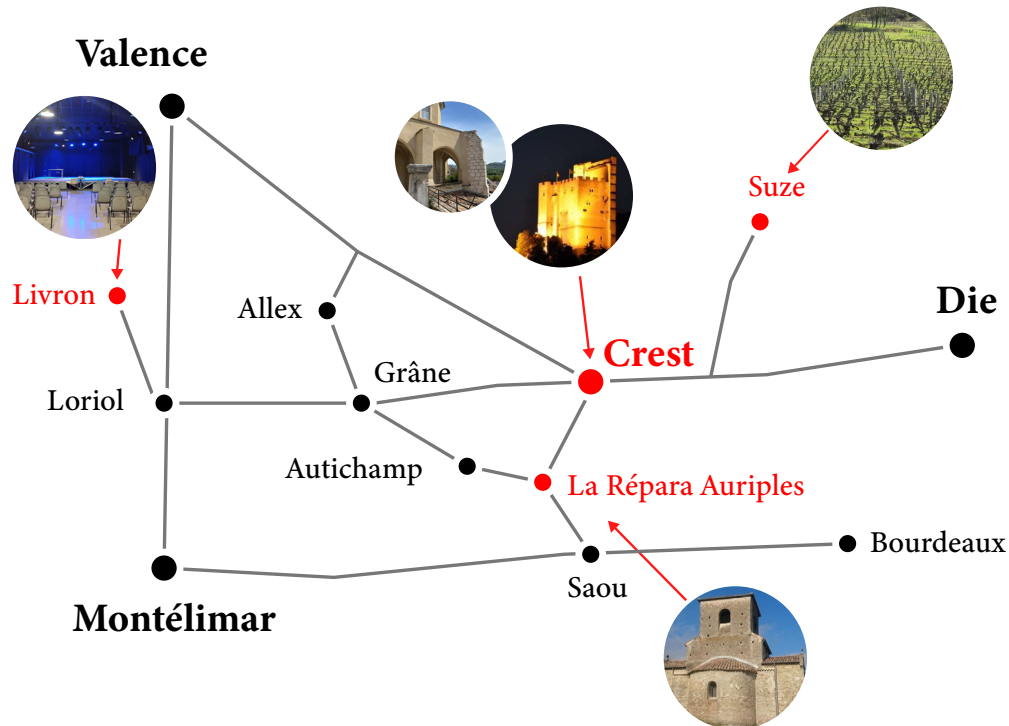 Valence
Suze
Livron
Allex
Die
Crest
Grâne
Loriol
Autichamp
La Répara Auriples
Bourdeaux
Saou
Montélimar